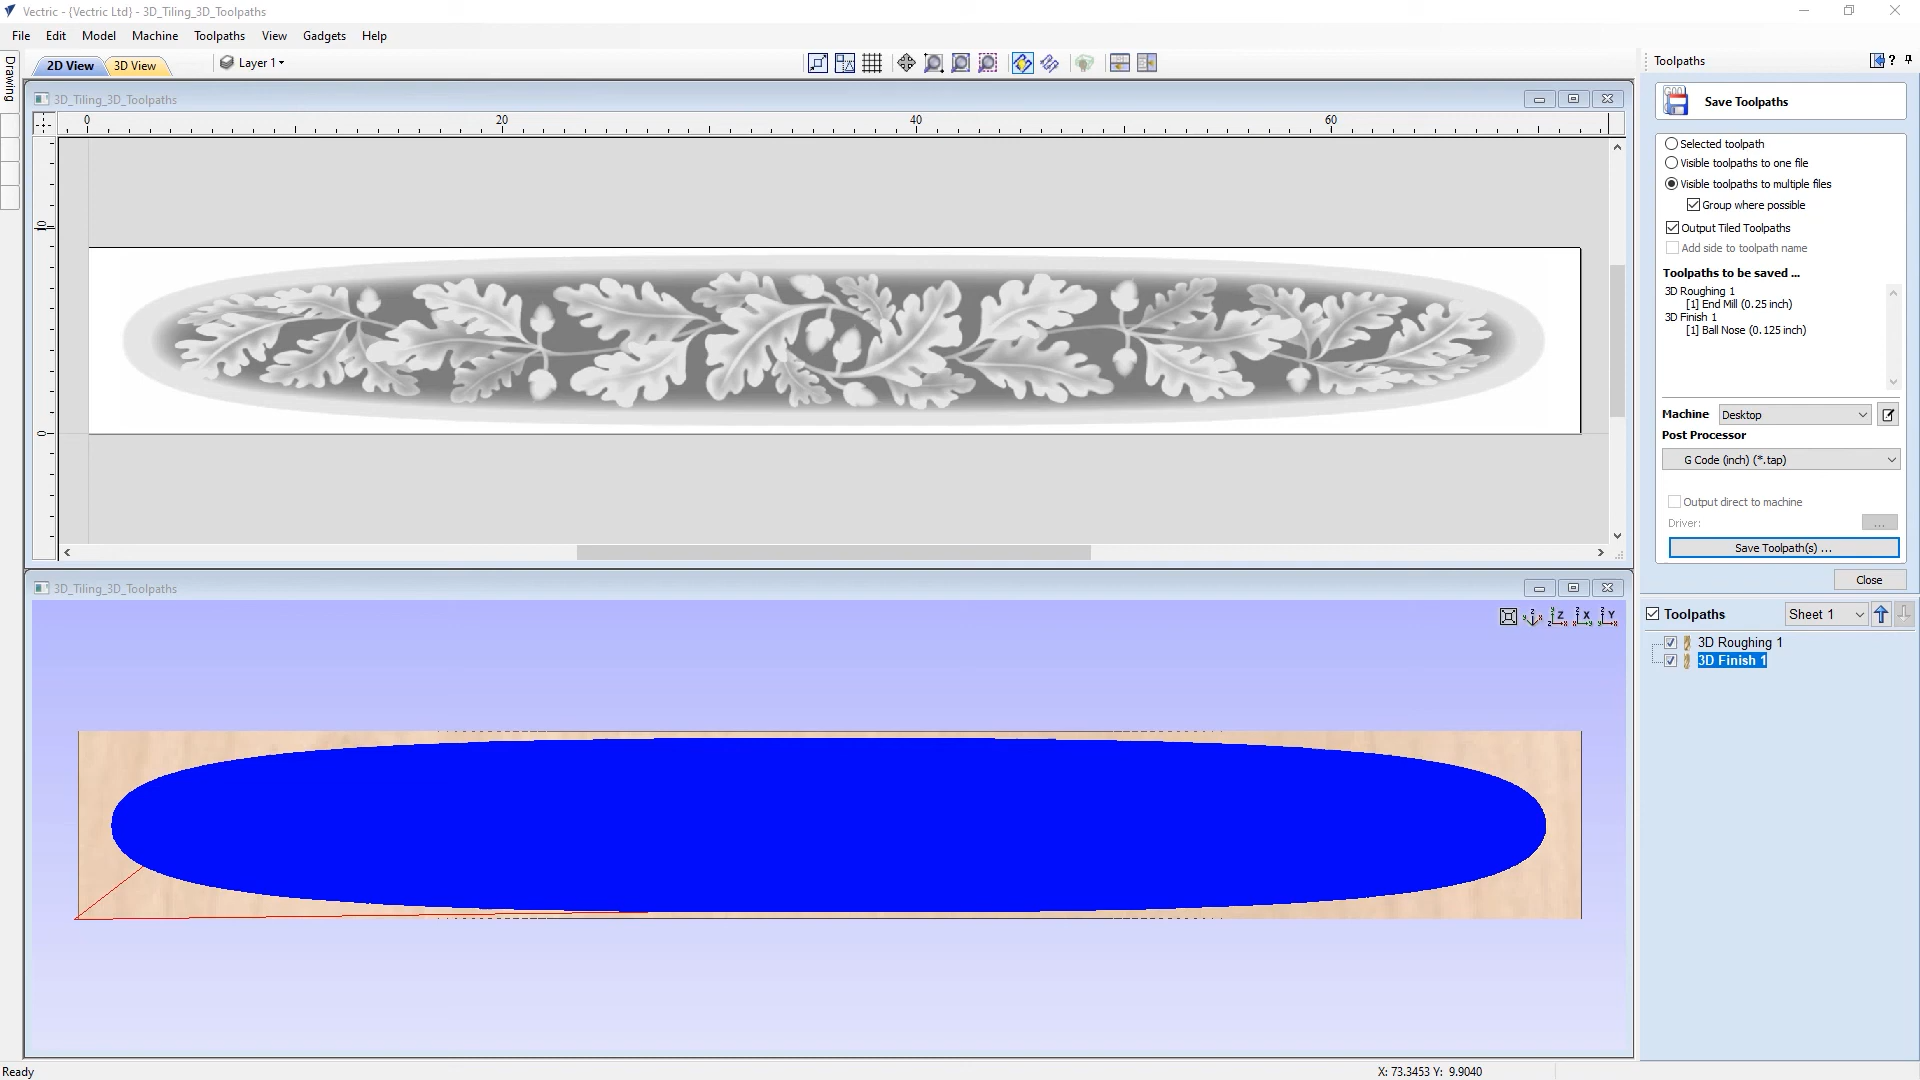 Vectric - {Vectric Ltd} - 3D_Tiling_3D_Toolpaths
File Edit Model Machine Toolpaths View Gadgets Help
Drawing
2D View 3D View Layer 1
3D_Tiling_3D_Toolpaths
0 20 40 60
10
0
3D_Tiling_3D_Toolpaths
Toolpaths ?
Save Toolpaths
Selected toolpath
Visible toolpaths to one file
Visible toolpaths to multiple files
Group where possible
Output Tiled Toolpaths
Add side to toolpath name
Toolpaths to be saved ...
3D Roughing 1
[1] End Mill (0.25 inch)
3D Finish 1
[1] Ball Nose (0.125 inch)
Machine Desktop
Post Processor
G Code (inch) (*.tap)
Output direct to machine
Driver: ...
Save Toolpath(s) ...
Close
Toolpaths Sheet 1
3D Roughing 1
3D Finish 1
Ready X: 73.3453 Y: 9.9040